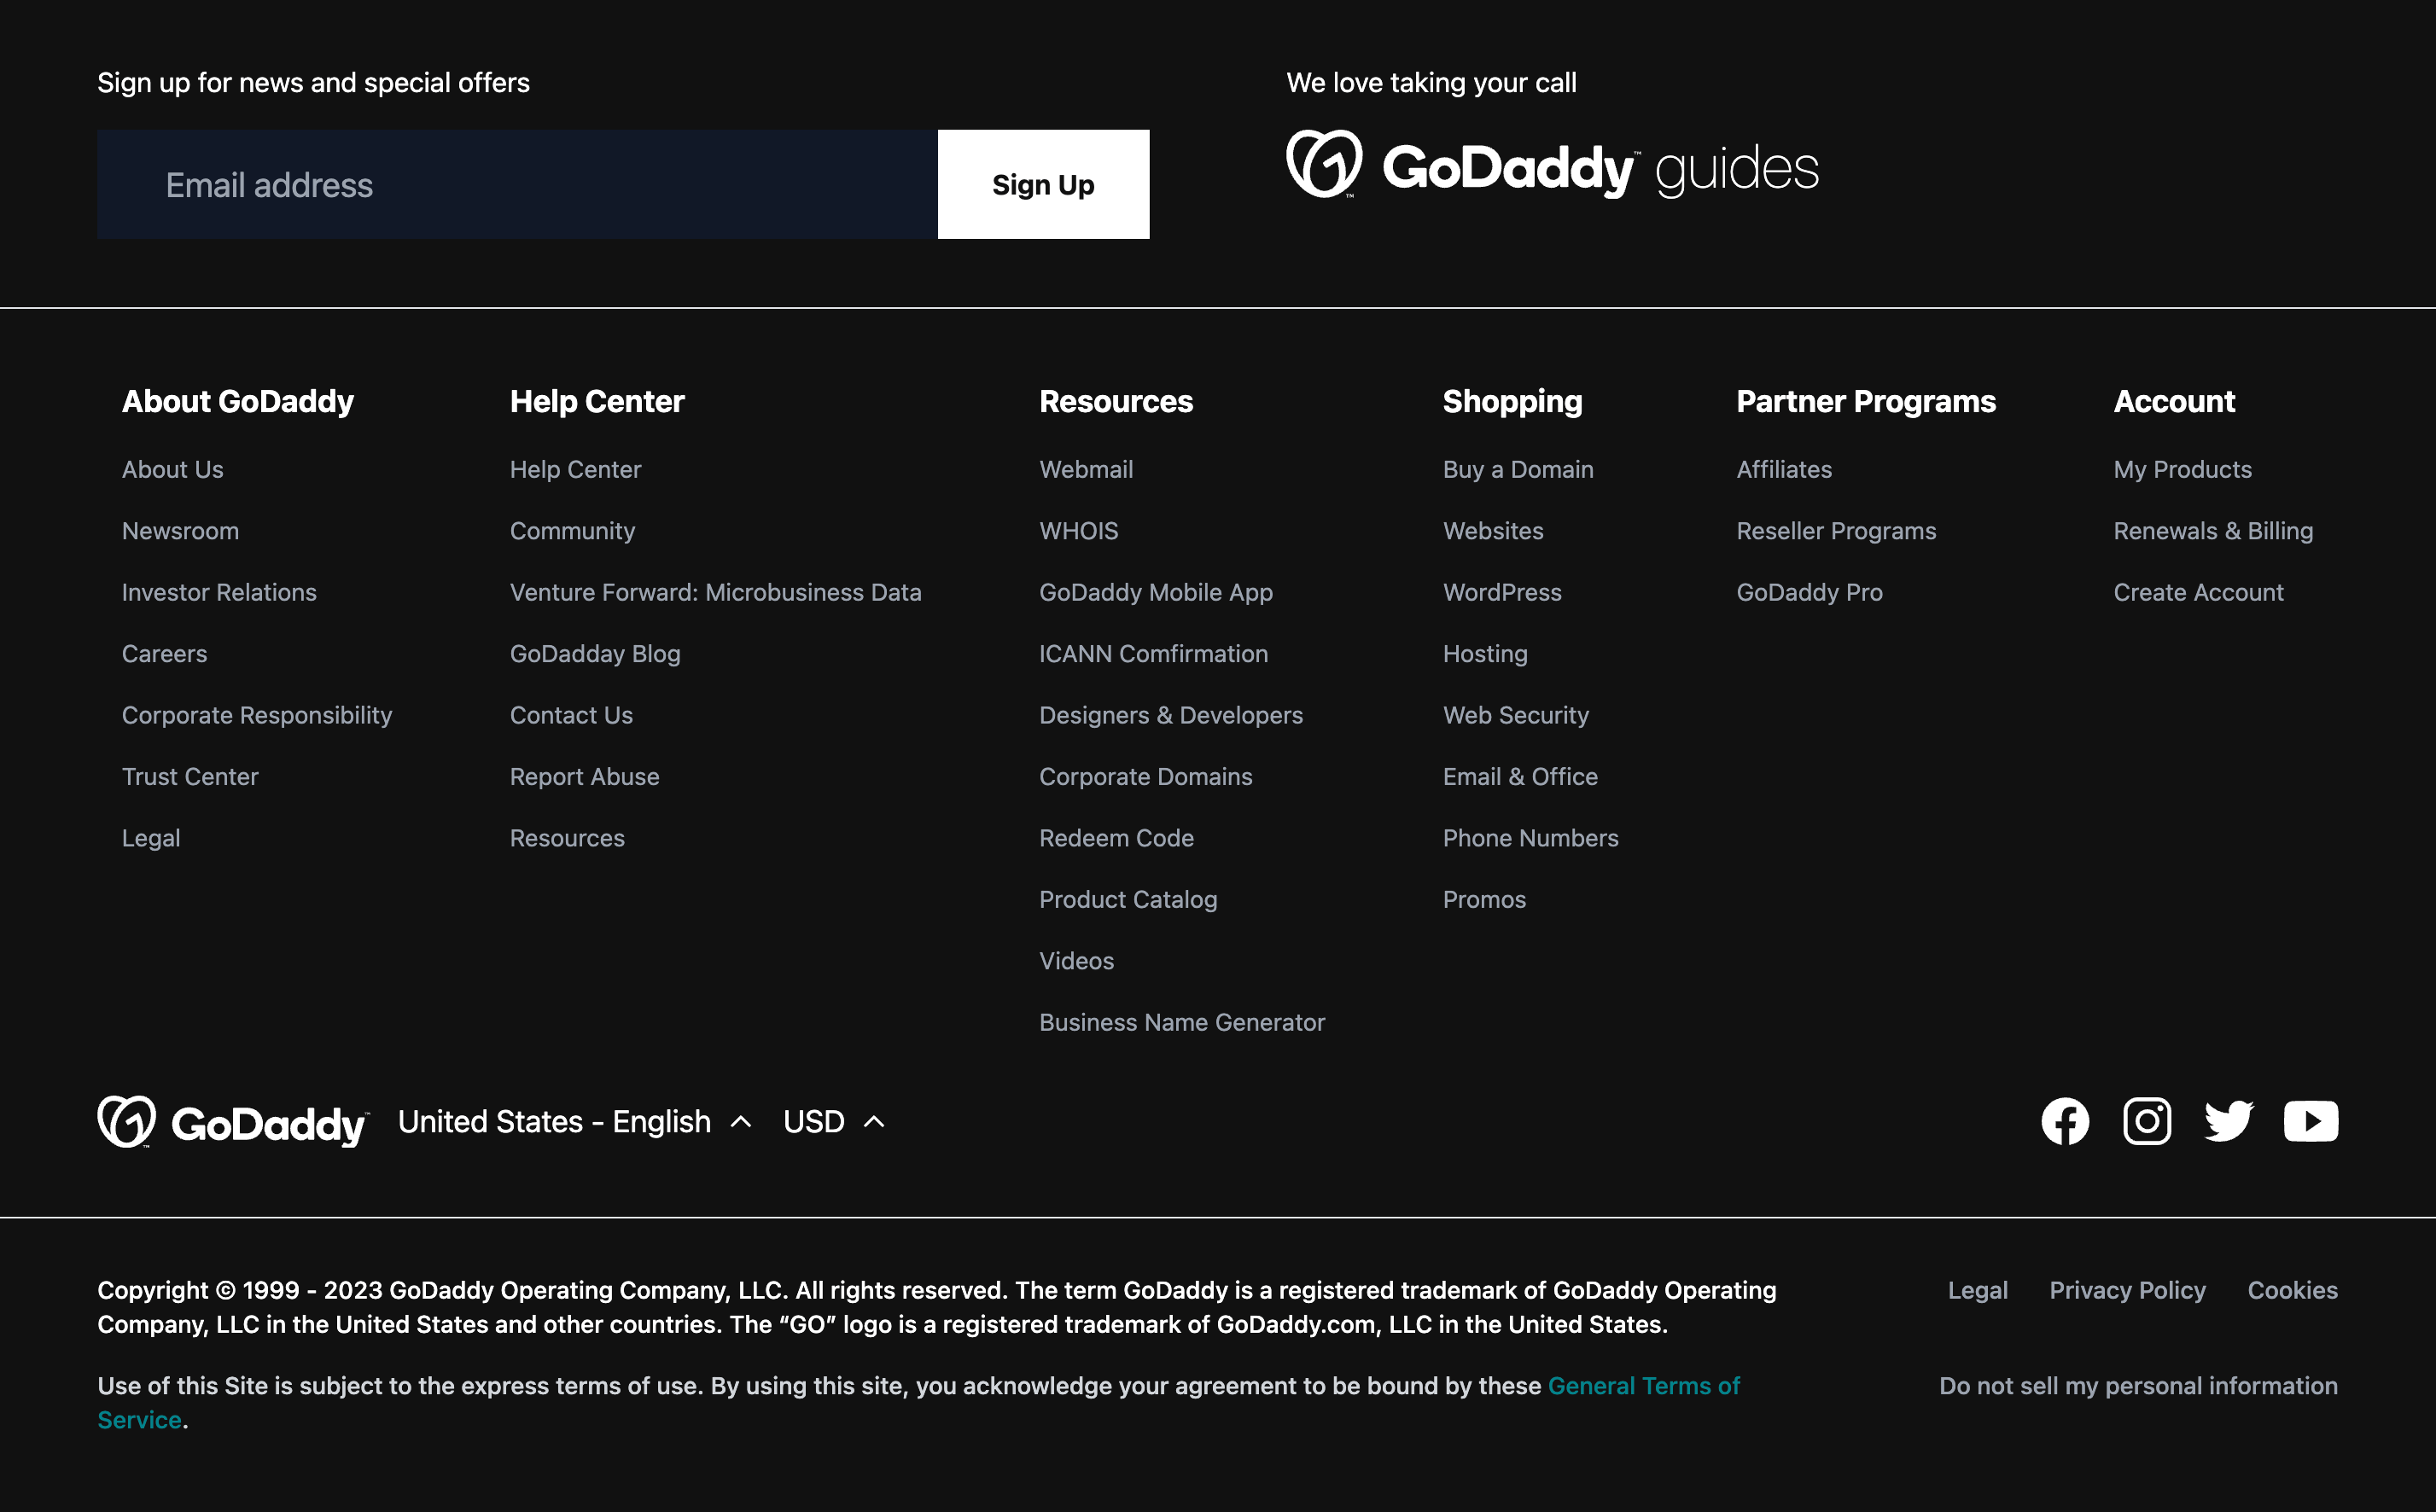 Sign up for news and special offers
Email address
Sign Up
We love taking your call
GoDaddy™ guides
About GoDaddy
About Us
Newsroom
Investor Relations
Careers
Corporate Responsibility
Trust Center
Legal
Help Center
Help Center
Community
Venture Forward: Microbusiness Data
GoDadday Blog
Contact Us
Report Abuse
Resources
Resources
Webmail
WHOIS
GoDaddy Mobile App
ICANN Comfirmation
Designers & Developers
Corporate Domains
Redeem Code
Product Catalog
Videos
Business Name Generator
Shopping
Buy a Domain
Websites
WordPress
Hosting
Web Security
Email & Office
Phone Numbers
Promos
Partner Programs
Affiliates
Reseller Programs
GoDaddy Pro
Account
My Products
Renewals & Billing
Create Account
GoDaddy™
United States - English
USD
Copyright © 1999 - 2023 GoDaddy Operating Company, LLC. All rights reserved. The term GoDaddy is a registered trademark of GoDaddy Operating
Company, LLC in the United States and other countries. The “GO” logo is a registered trademark of GoDaddy.com, LLC in the United States.
Use of this Site is subject to the express terms of use. By using this site, you acknowledge your agreement to be bound by these General Terms of
Service.
Legal
Privacy Policy
Cookies
Do not sell my personal information